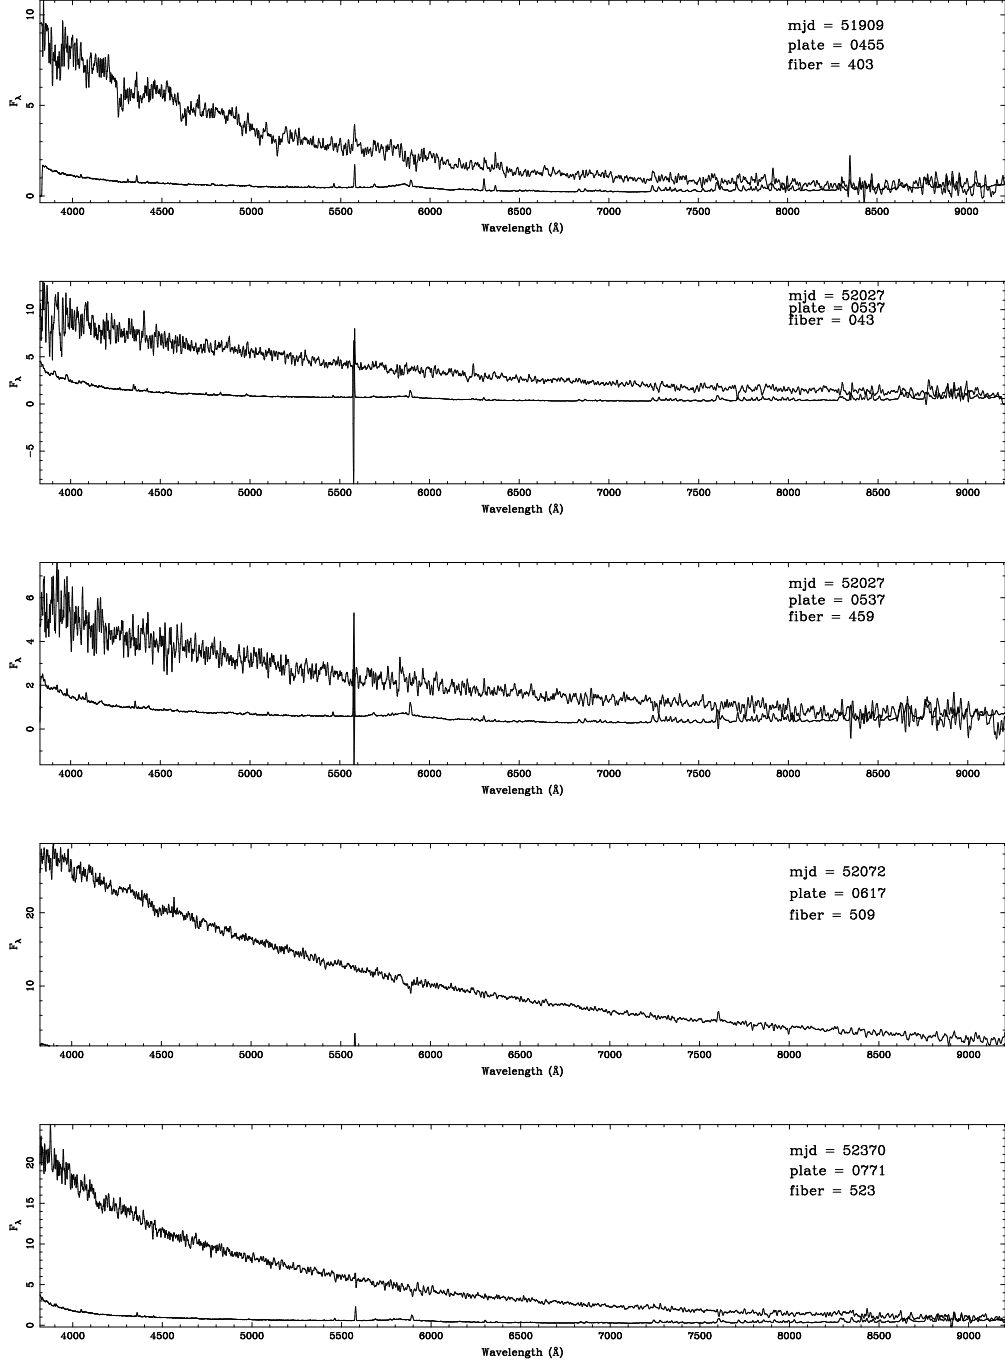 10
mjd = 51909
plate = 0455
fiber = 403
5
F_λ
0
4000 4500 5000 5500 6000 6500 7000 7500 8000 8500 9000
Wavelength (Å)
10
mjd = 52027
plate = 0537
fiber = 043
5
F_λ
0
−5
4000 4500 5000 5500 6000 6500 7000 7500 8000 8500 9000
Wavelength (Å)
6
mjd = 52027
plate = 0537
fiber = 459
4
F_λ
2
0
4000 4500 5000 5500 6000 6500 7000 7500 8000 8500 9000
Wavelength (Å)
mjd = 52072
plate = 0617
fiber = 509
20
F_λ
10
4000 4500 5000 5500 6000 6500 7000 7500 8000 8500 9000
Wavelength (Å)
mjd = 52370
plate = 0771
fiber = 523
20
15
F_λ
10
5
0
4000 4500 5000 5500 6000 6500 7000 7500 8000 8500 9000
Wavelength (Å)